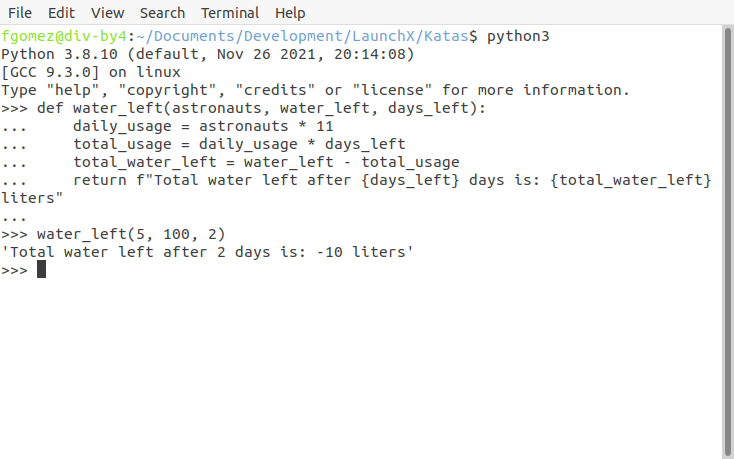 File Edit View Search Terminal Help
fgomez@div-by4:~/Documents/Development/LaunchX/Katas$ python3
Python 3.8.10 (default, Nov 26 2021, 20:14:08)
[GCC 9.3.0] on linux
Type "help", "copyright", "credits" or "license" for more information.
>>> def water_left(astronauts, water_left, days_left):
...     daily_usage = astronauts * 11
...     total_usage = daily_usage * days_left
...     total_water_left = water_left - total_usage
...     return f"Total water left after {days_left} days is: {total_water_left}
liters"
...
>>> water_left(5, 100, 2)
'Total water left after 2 days is: -10 liters'
>>>